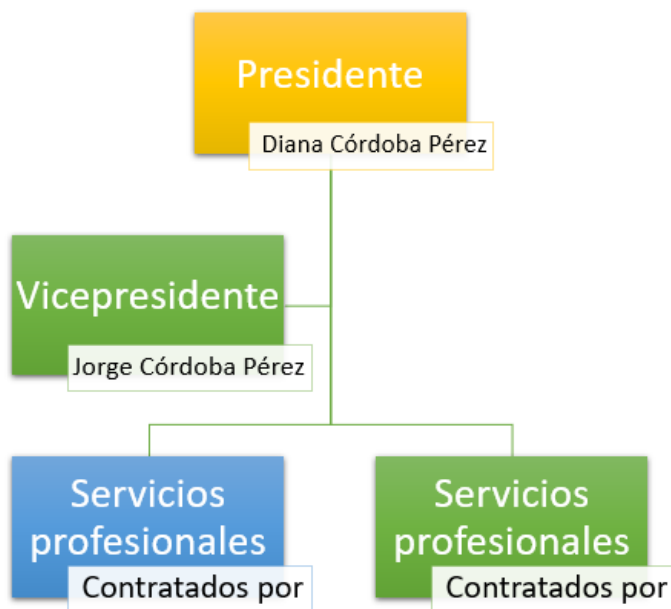 Presidente
Diana Córdoba Pérez
Vicepresidente
Jorge Córdoba Pérez
Servicios
profesionales
Contratados por
Servicios
profesionales
Contratados por